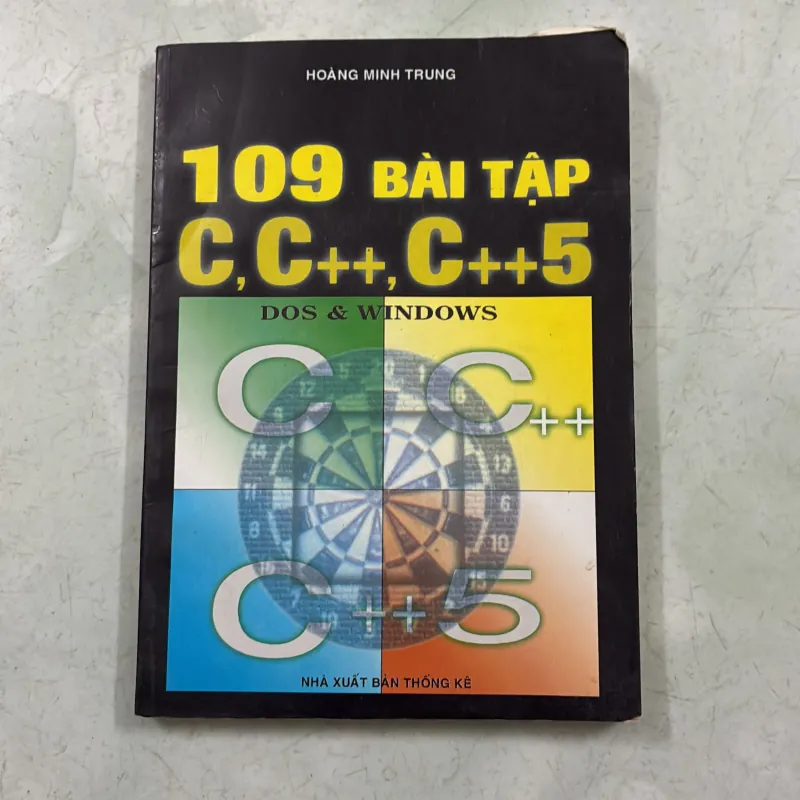 HOÀNG MINH TRUNG
109 BÀI TẬP
C, C++, C++5
DOS & WINDOWS
C C++
C++5
NHÀ XUẤT BẢN THỐNG KÊ